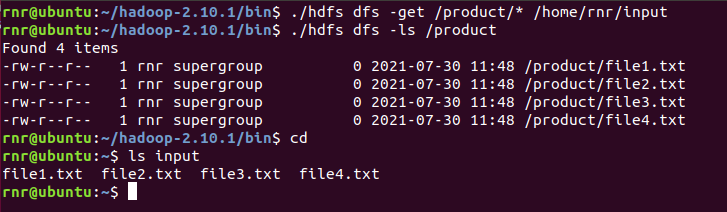 rnr@ubuntu:~/hadoop-2.10.1/bin$ ./hdfs dfs -get /product/* /home/rnr/input
rnr@ubuntu:~/hadoop-2.10.1/bin$ ./hdfs dfs -ls /product
Found 4 items
-rw-r--r--   1 rnr supergroup          0 2021-07-30 11:48 /product/file1.txt
-rw-r--r--   1 rnr supergroup          0 2021-07-30 11:48 /product/file2.txt
-rw-r--r--   1 rnr supergroup          0 2021-07-30 11:48 /product/file3.txt
-rw-r--r--   1 rnr supergroup          0 2021-07-30 11:48 /product/file4.txt
rnr@ubuntu:~/hadoop-2.10.1/bin$ cd
rnr@ubuntu:~$ ls input
file1.txt  file2.txt  file3.txt  file4.txt
rnr@ubuntu:~$